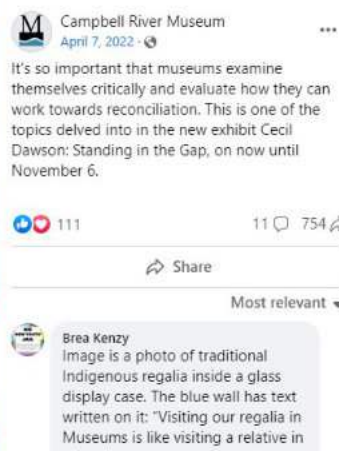 Campbell River Museum
April 7, 2022 ·
It's so important that museums examine
themselves critically and evaluate how they can
work towards reconciliation. This is one of the
topics delved into in the new exhibit Cecil
Dawson: Standing in the Gap, on now until
November 6.
111
11 754
Share
Most relevant
Brea Kenzy
Image is a photo of traditional
Indigenous regalia inside a glass
display case. The blue wall has text
written on it: "Visiting our regalia in
Museums is like visiting a relative in